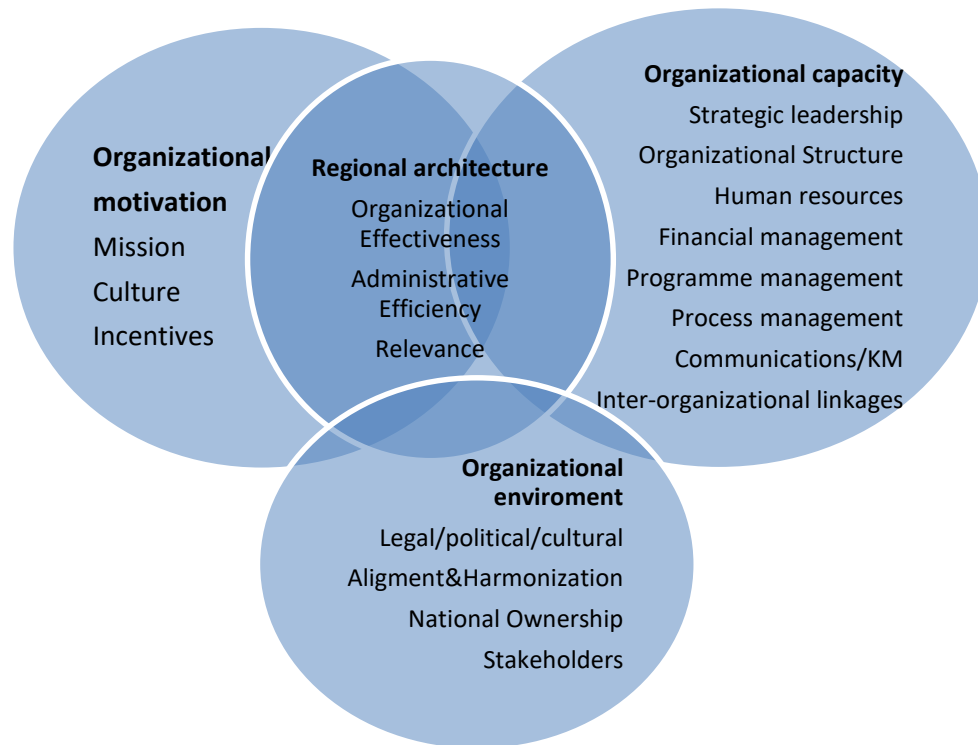 Organizational
motivation
Mission
Culture
Incentives
Regional architecture
Organizational
Effectiveness
Administrative
Efficiency
Relevance
Organizational capacity
Strategic leadership
Organizational Structure
Human resources
Financial management
Programme management
Process management
Communications/KM
Inter-organizational linkages
Organizational
enviroment
Legal/political/cultural
Aligment&Harmonization
National Ownership
Stakeholders